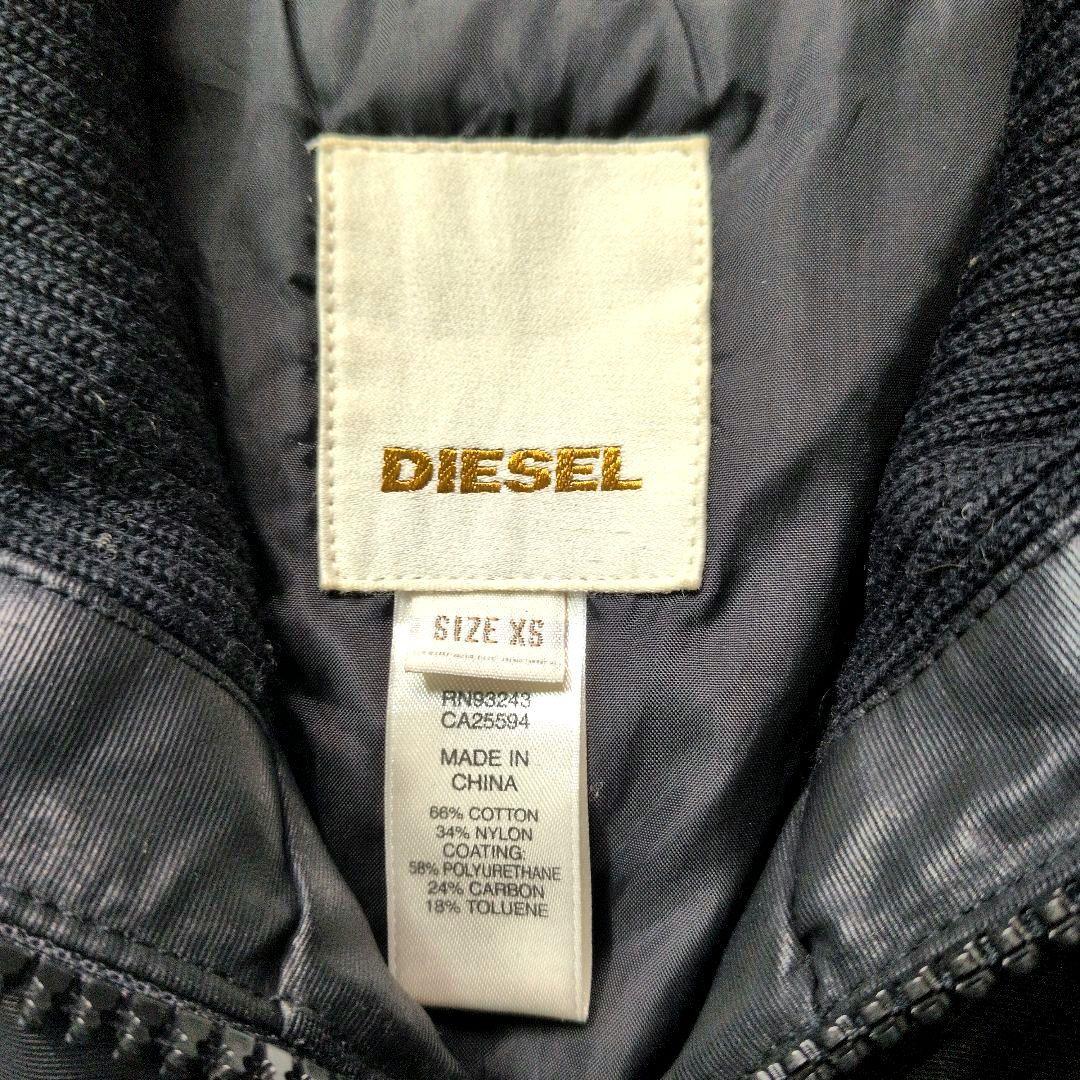 DIESEL
SIZE XS
RN93243
CA25594
MADE IN
CHINA
66% COTTON
34% NYLON
COATING:
58% POLYURETHANE
24% CARBON
18% TOLUENE